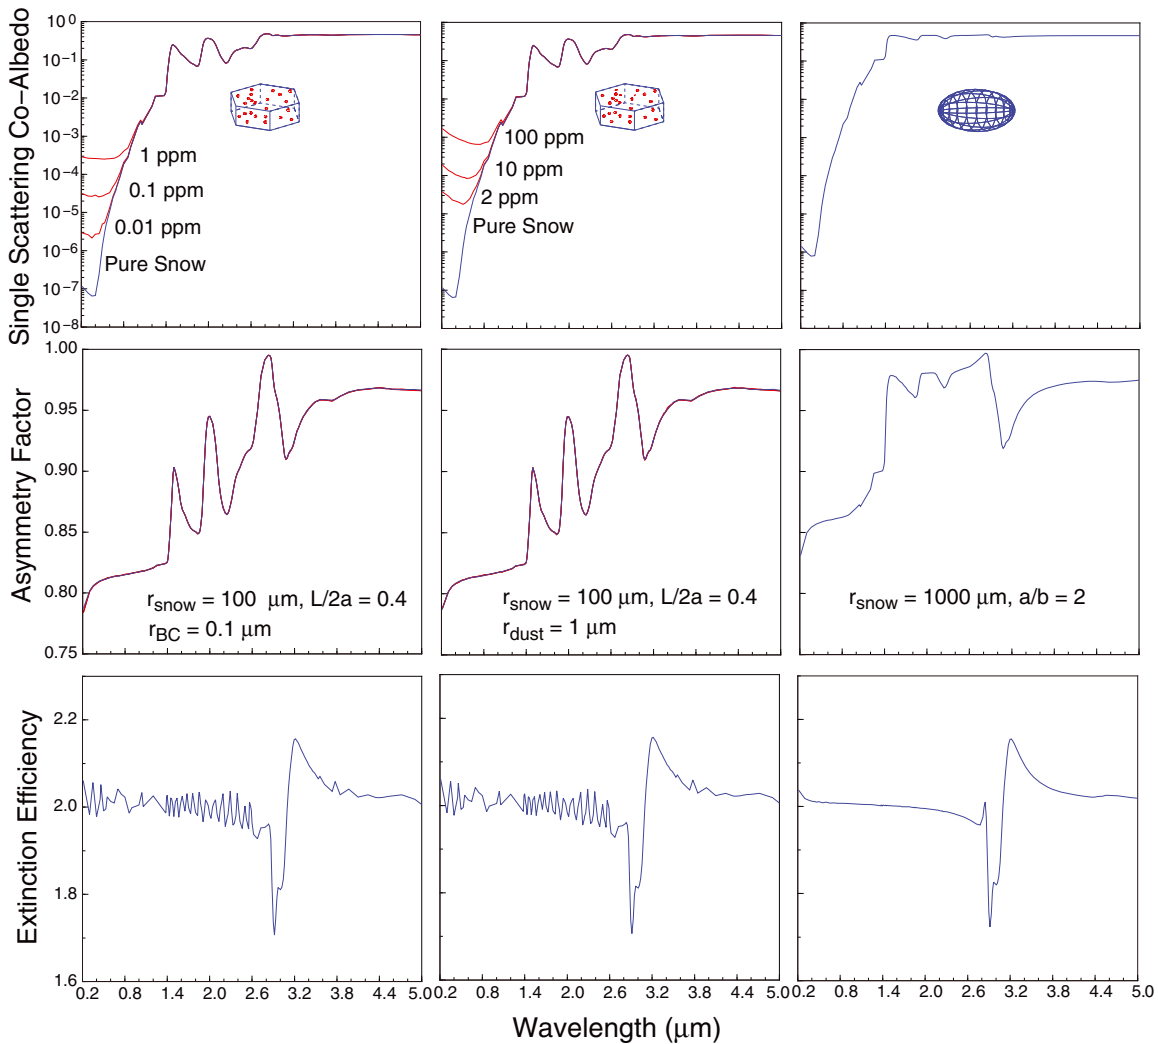 Single Scattering Co-Albedo
10⁰
10⁻¹
10⁻²
10⁻³
10⁻⁴
10⁻⁵
10⁻⁶
10⁻⁷
10⁻⁸
1 ppm
0.1 ppm
0.01 ppm
Pure Snow
100 ppm
10 ppm
2 ppm
Pure Snow
Asymmetry Factor
1.00
0.95
0.90
0.85
0.80
0.75
r_snow = 100 μm, L/2a = 0.4
r_BC = 0.1 μm
r_snow = 100 μm, L/2a = 0.4
r_dust = 1 μm
r_snow = 1000 μm, a/b = 2
Extinction Efficiency
2.2
2.0
1.8
1.6
0.2 0.8 1.4 2.0 2.6 3.2 3.8 4.4 5.0
0.2 0.8 1.4 2.0 2.6 3.2 3.8 4.4 5.0
0.2 0.8 1.4 2.0 2.6 3.2 3.8 4.4 5.0
Wavelength (μm)